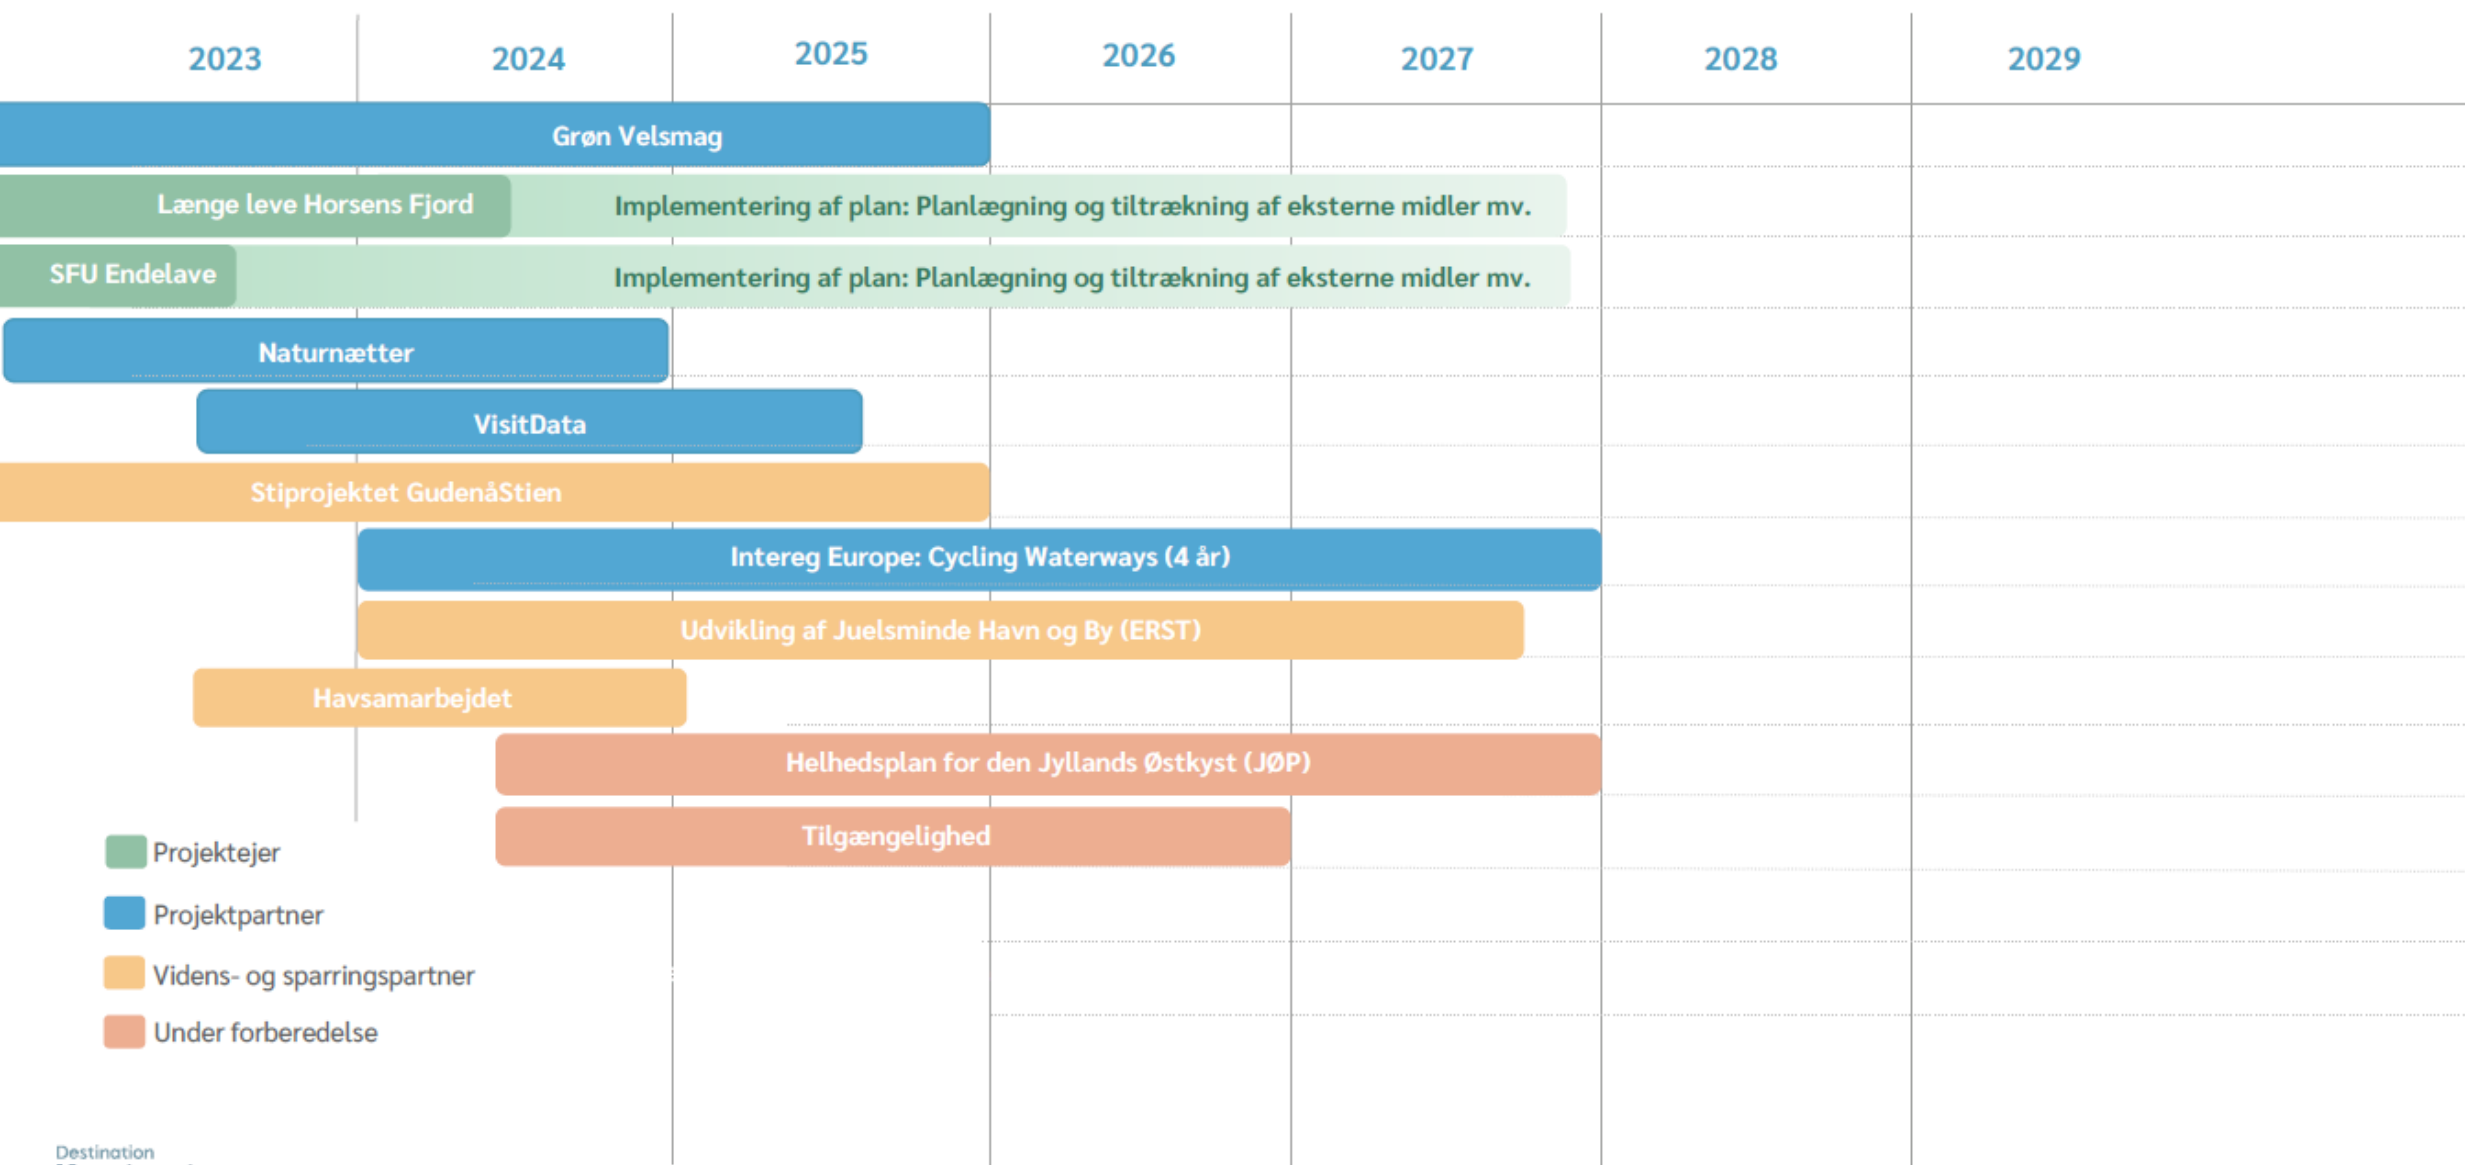 2023 2024 2025 2026 2027 2028 2029
Grøn Velsmag
Længe leve Horsens Fjord Implementering af plan: Planlægning og tiltrækning af eksterne midler mv.
SFU Endelave Implementering af plan: Planlægning og tiltrækning af eksterne midler mv.
Naturnætter
VisitData
Stiprojektet GudenåStien
Intereg Europe: Cycling Waterways (4 år)
Udvikling af Juelsminde Havn og By (ERST)
Havsamarbejdet
Helhedsplan for den Jyllands Østkyst (JØP)
Tilgængelighed
Projektejer
Projektpartner
Videns- og sparringspartner
Under forberedelse
Destination